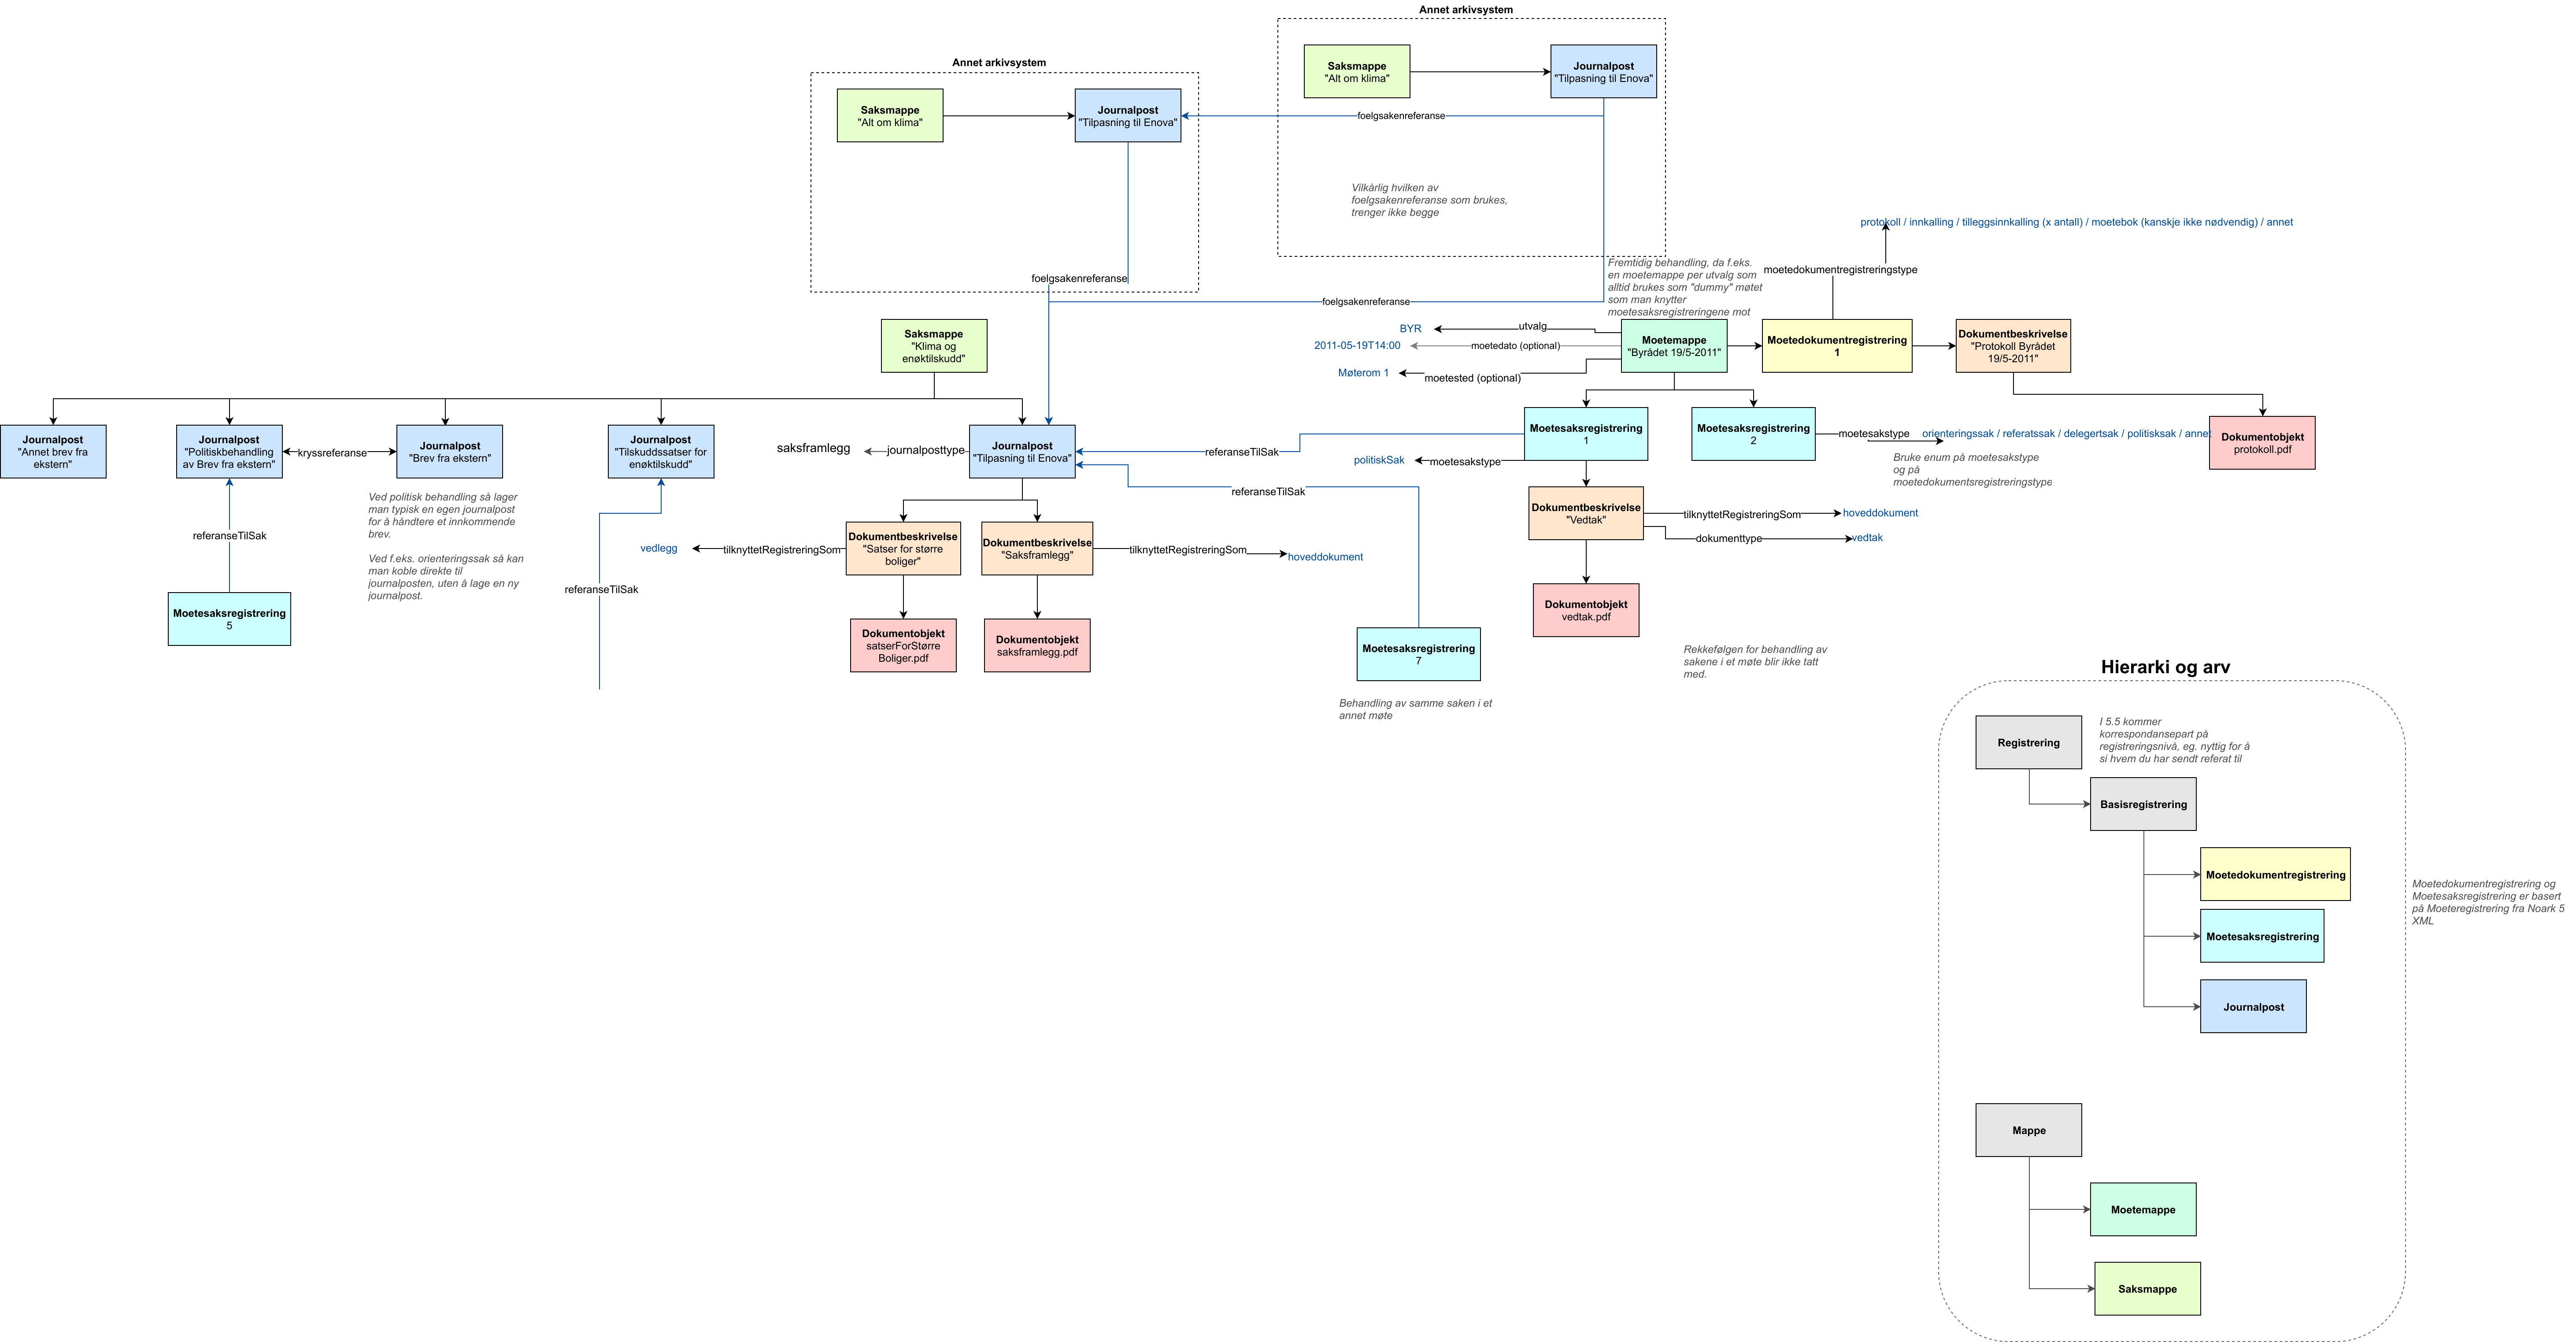 Annet arkivsystem
Saksmappe
"Alt om klima"
Journalpost
"Tilpasning til Enova"
Annet arkivsystem
Saksmappe
"Alt om klima"
Journalpost
"Tilpasning til Enova"
foelgsakenreferanse
Vilkårlig hvilken av
foelgsakenreferanse som brukes,
trenger ikke begge
protokoll / innkalling / tilleggsinnkalling (x antall) / moetebok (kanskje ikke nødvendig) / annet
moetedokumentregistreringstype
Fremtidig behandling, da f.eks.
en moetemappe per utvalg som
alltid brukes som "dummy" møtet
som man knytter
moetesaksregistreringene mot
foelgsakenreferanse
foelgsakenreferanse
Saksmappe
"Klima og
enøktilskudd"
BYR
utvalg
2011-05-19T14:00
moetedato (optional)
Møterom 1
moetested (optional)
Moetemappe
"Byrådet 19/5-2011"
Moetedokumentregistrering
1
Dokumentbeskrivelse
"Protokoll Byrådet
19/5-2011"
Journalpost
"Annet brev fra
ekstern"
Journalpost
"Politiskbehandling
av Brev fra ekstern"
kryssreferanse
Journalpost
"Brev fra ekstern"
Journalpost
"Tilskuddssatser for
enøktilskudd"
saksframlegg
journalposttype
Journalpost
"Tilpasning til Enova"
referanseTilSak
Moetesaksregistrering
1
politiskSak
moetesakstype
Moetesaksregistrering
2
moetesakstype
orienteringssak / referatssak / delegertsak / politisksak / annet
Dokumentobjekt
protokoll.pdf
Bruke enum på moetesakstype
og på
moetedokumentsregistreringstype
Ved politisk behandling så lager
man typisk en egen journalpost
for å håndtere et innkommende
brev.
Ved f.eks. orienteringssak så kan
man koble direkte til
journalposten, uten å lage en ny
journalpost.
referanseTilSak
Moetesaksregistrering
5
referanseTilSak
vedlegg
tilknyttetRegistreringSom
Dokumentbeskrivelse
"Satser for større
boliger"
Dokumentbeskrivelse
"Saksframlegg"
tilknyttetRegistreringSom
hoveddokument
referanseTilSak
Dokumentbeskrivelse
"Vedtak"
tilknyttetRegistreringSom
hoveddokument
dokumenttype
vedtak
Dokumentobjekt
satserForStørre
Boliger.pdf
Dokumentobjekt
saksframlegg.pdf
Dokumentobjekt
vedtak.pdf
Moetesaksregistrering
7
Behandling av samme saken i et
annet møte
Rekkefølgen for behandling av
sakene i et møte blir ikke tatt
med.
Hierarki og arv
Registrering
I 5.5 kommer
korrespondansepart på
registreringsnivå, eg. nyttig for å
si hvem du har sendt referat til
Basisregistrering
Moetedokumentregistrering
Moetesaksregistrering
Journalpost
Moetedokumentregistrering og
Moetesaksregistrering er basert
på Moeteregistrering fra Noark 5
XML
Mappe
Moetemappe
Saksmappe